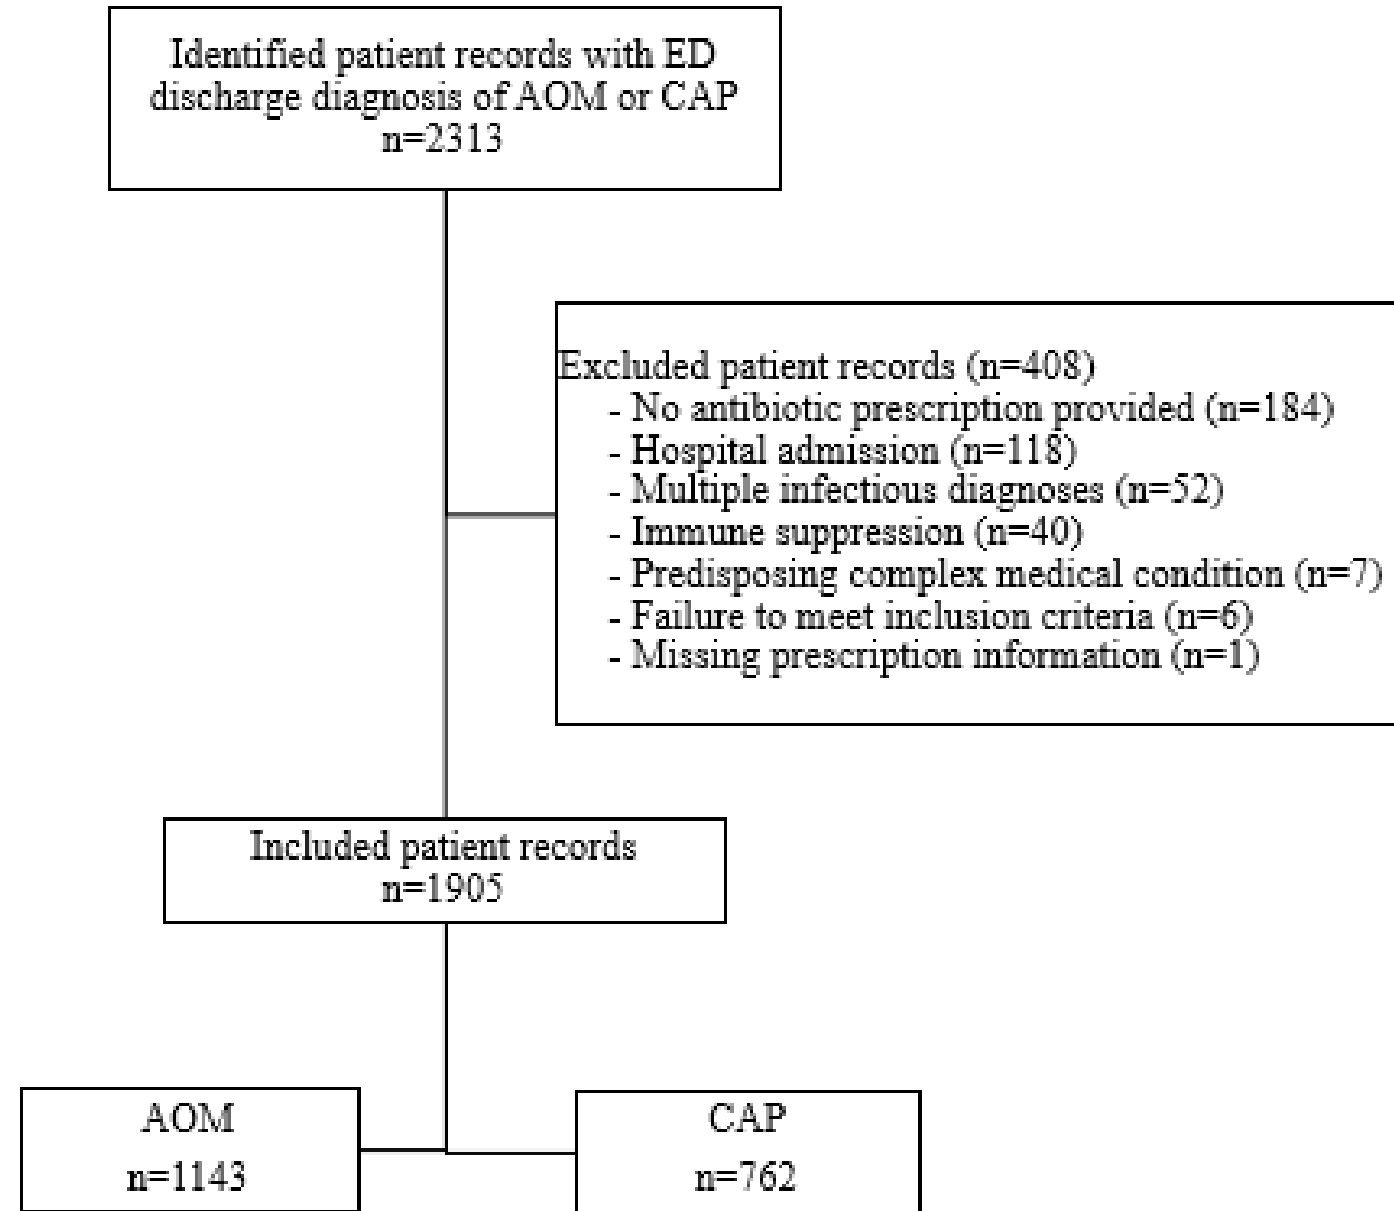 Identified patient records with ED
discharge diagnosis of AOM or CAP
n=2313
Excluded patient records (n=408)
- No antibiotic prescription provided (n=184)
- Hospital admission (n=118)
- Multiple infectious diagnoses (n=52)
- Immune suppression (n=40)
- Predisposing complex medical condition (n=7)
- Failure to meet inclusion criteria (n=6)
- Missing prescription information (n=1)
Included patient records
n=1905
AOM
n=1143
CAP
n=762